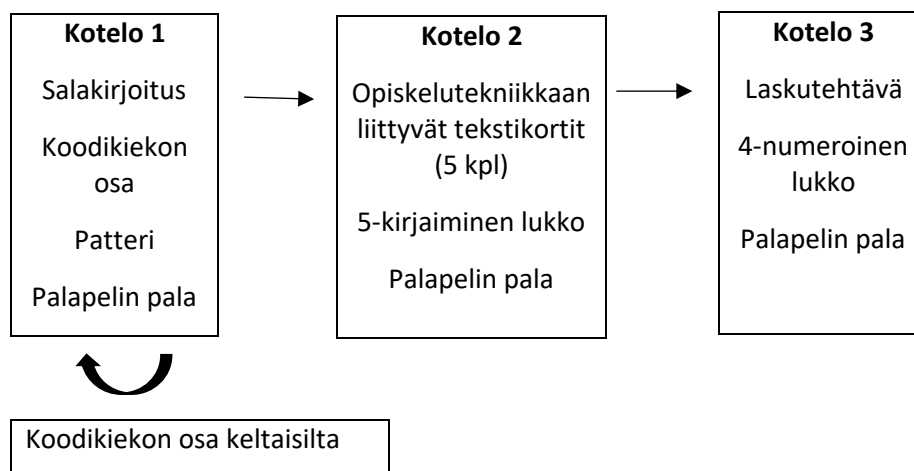 Kotelo 1
Salakirjoitus
Koodikiekon
osa
Patteri
Palapelin pala
Kotelo 2
Opiskelutekniikkaan
liittyvät tekstikortit
(5 kpl)
5-kirjaiminen lukko
Palapelin pala
Kotelo 3
Laskutehtävä
4-numeroinen
lukko
Palapelin pala
Koodikiekon osa keltaisilta